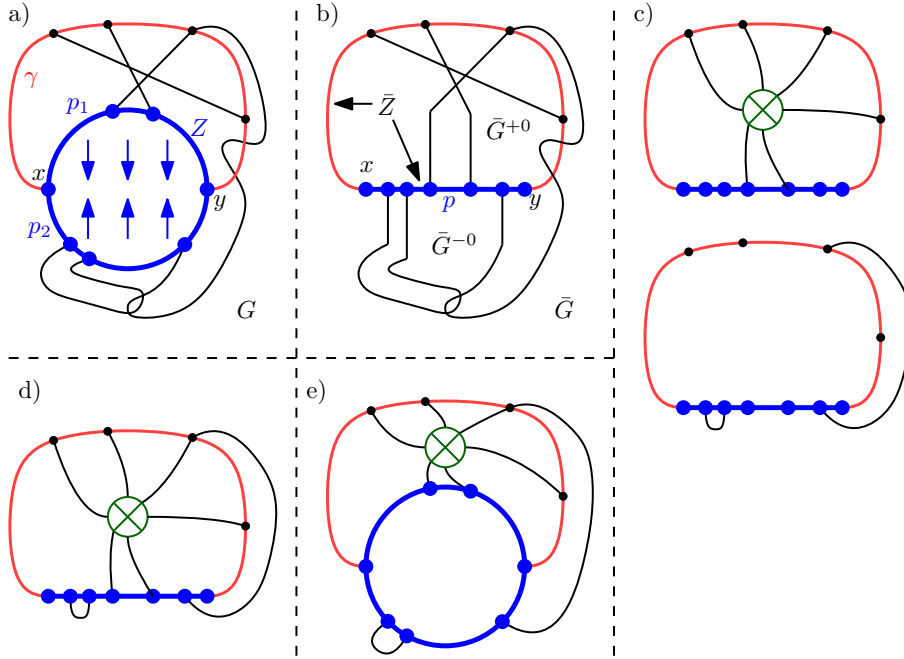 a)
γ
p₁
Z
x
y
p₂
G
b)
Z̄
Ḡ⁺⁰
x
p
y
Ḡ⁻⁰
Ḡ
c)
d)
e)